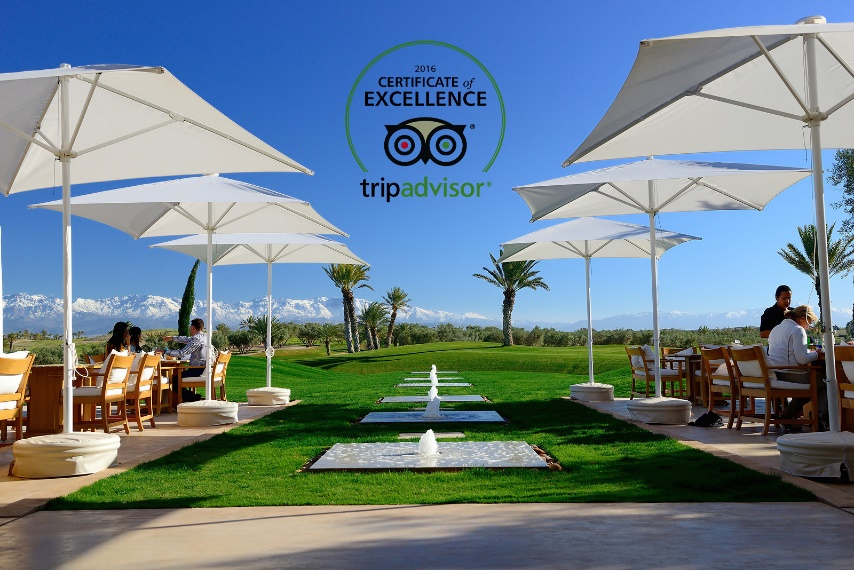 2016
CERTIFICATE of
EXCELLENCE
®
tripadvisor®